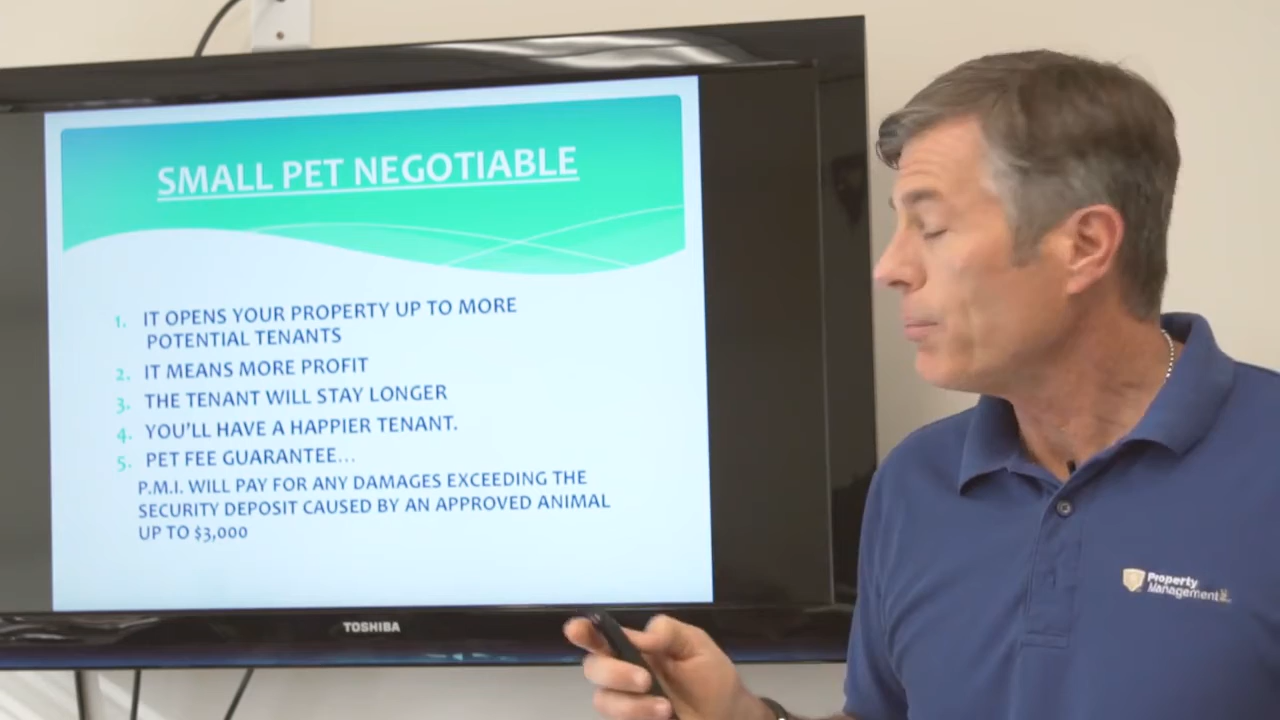 SMALL PET NEGOTIABLE
1. IT OPENS YOUR PROPERTY UP TO MORE
POTENTIAL TENANTS
2. IT MEANS MORE PROFIT
3. THE TENANT WILL STAY LONGER
4. YOU'LL HAVE A HAPPIER TENANT.
5. PET FEE GUARANTEE...
P.M.I. WILL PAY FOR ANY DAMAGES EXCEEDING THE
SECURITY DEPOSIT CAUSED BY AN APPROVED ANIMAL
UP TO $3,000
TOSHIBA
Property
Management